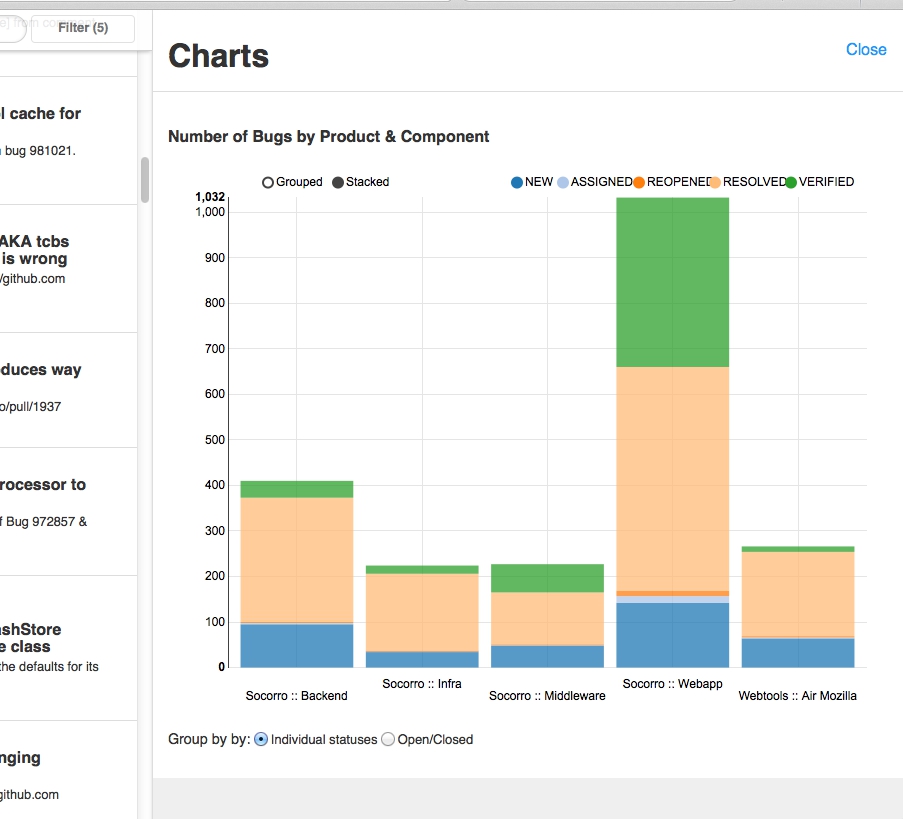 e] from com
Filter (5)
l cache for
bug 981021.
AKA tcbs
is wrong
/github.com
duces way
o/pull/1937
rocessor to
f Bug 972857 &
ashStore
e class
the defaults for its
nging
github.com
Charts
Close
Number of Bugs by Product & Component
Grouped Stacked NEW ASSIGNED REOPENED RESOLVED VERIFIED
1,032
1,000
900
800
700
600
500
400
300
200
100
0
Socorro :: Backend Socorro :: Infra Socorro :: Middleware Socorro :: Webapp Webtools :: Air Mozilla
Group by by: Individual statuses Open/Closed